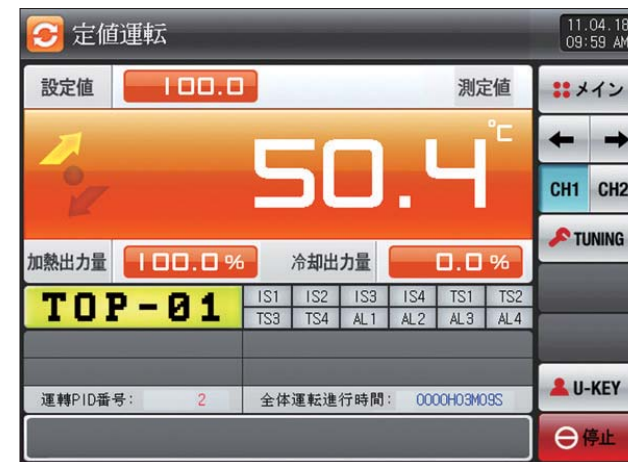 定値運転
11.04.18
09:59 AM
設定値 100.0 測定値
メイン
50.4 ℃
CH1 CH2
TUNING
加熱出力量 100.0 % 冷却出力量 0.0 %
TOP-01
IS1 IS2 IS3 IS4 TS1 TS2
TS3 TS4 AL1 AL2 AL3 AL4
運轉PID番号: 2 全体運転進行時間: 0000H03M09S
U-KEY
停止